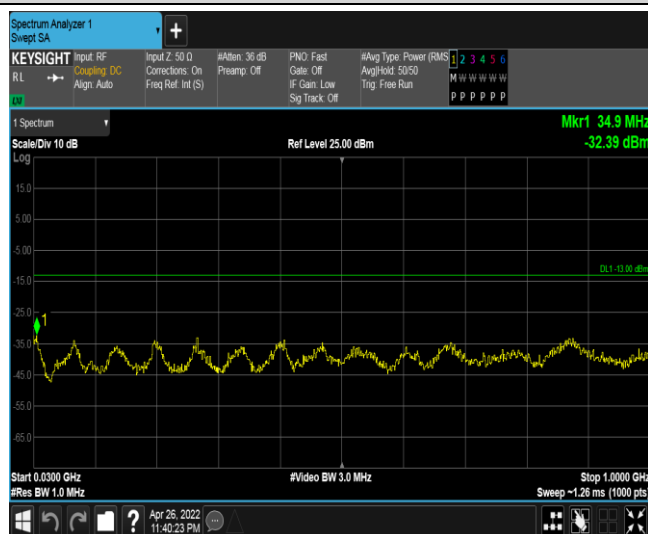 Spectrum Analyzer 1
Swept SA
+
KEYSIGHT
RL
LXI
Input: RF
Coupling: DC
Align: Auto
Input Z: 50 Ω
Corrections: On
Freq Ref: Int (S)
#Atten: 36 dB
Preamp: Off
PNO: Fast
Gate: Off
IF Gain: Low
Sig Track: Off
#Avg Type: Power (RMS
Avg|Hold: 50/50
Trig: Free Run
1 2 3 4 5 6
M W W W W W
P P P P P P
1 Spectrum
Mkr1 34.9 MHz
Scale/Div 10 dB
Ref Level 25.00 dBm
-32.39 dBm
Log
15.0
5.00
-5.00
DL1 -13.00 dBm
-15.0
-25.0
1
-35.0
-45.0
-55.0
-65.0
Start 0.0300 GHz
#Video BW 3.0 MHz
Stop 1.0000 GHz
#Res BW 1.0 MHz
Sweep ~1.26 ms (1000 pts)
?
Apr 26, 2022
11:40:23 PM